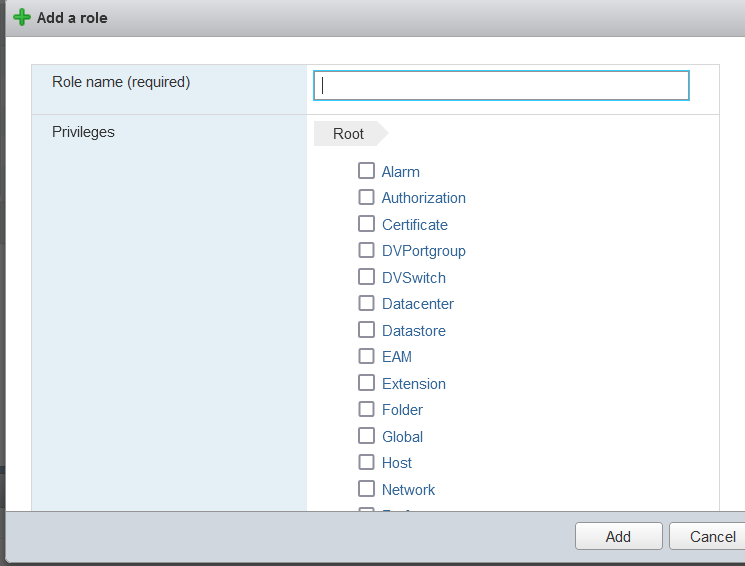 Add a role
Role name (required)
Privileges
Root
Alarm
Authorization
Certificate
DVPortgroup
DVSwitch
Datacenter
Datastore
EAM
Extension
Folder
Global
Host
Network
Add
Cancel